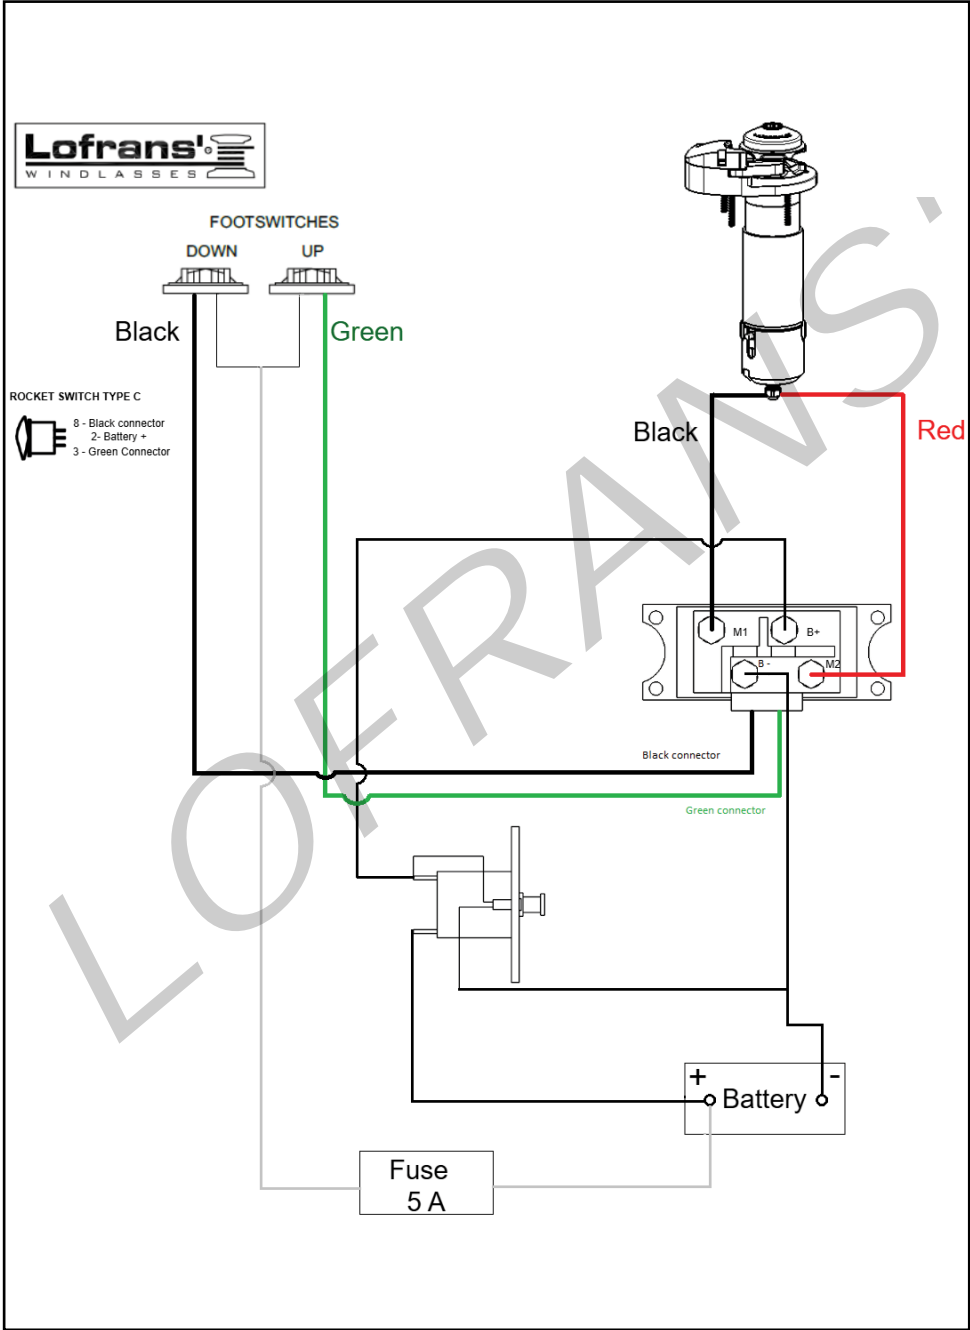 Lofrans'®
WINDLASSES
FOOTSWITCHES
DOWN
UP
Black
Green
ROCKET SWITCH TYPE C
8 - Black connector
2- Battery +
3 - Green Connector
Black
Red
M1
B+
B -
M2
Black connector
Green connector
+
-
Battery
Fuse
5 A
LOFRANS'